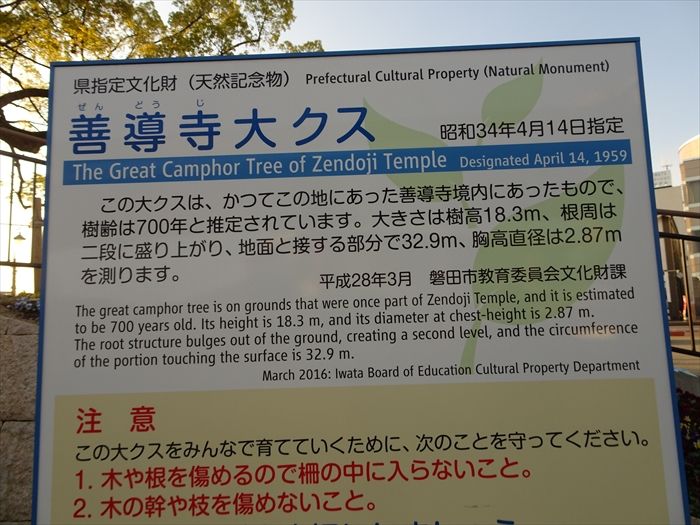 県指定文化財（天然記念物） Prefectural Cultural Property (Natural Monument)
ぜん どう じ
善導寺大クス 昭和34年4月14日指定
The Great Camphor Tree of Zendoji Temple Designated April 14, 1959
この大クスは、かつてこの地にあった善導寺境内にあったもので、
樹齢は700年と推定されています。大きさは樹高18.3m、根周は
二段に盛り上がり、地面と接する部分で32.9m、胸高直径は2.87m
を測ります。
平成28年3月 磐田市教育委員会文化財課
The great camphor tree is on grounds that were once part of Zendoji Temple, and it is estimated
to be 700 years old. Its height is 18.3 m, and its diameter at chest-height is 2.87 m.
The root structure bulges out of the ground, creating a second level, and the circumference
of the portion touching the surface is 32.9 m.
March 2016: Iwata Board of Education Cultural Property Department
注 意
この大クスをみんなで育てていくために、次のことを守ってください。
1. 木や根を傷めるので柵の中に入らないこと。
2. 木の幹や枝を傷めないこと。